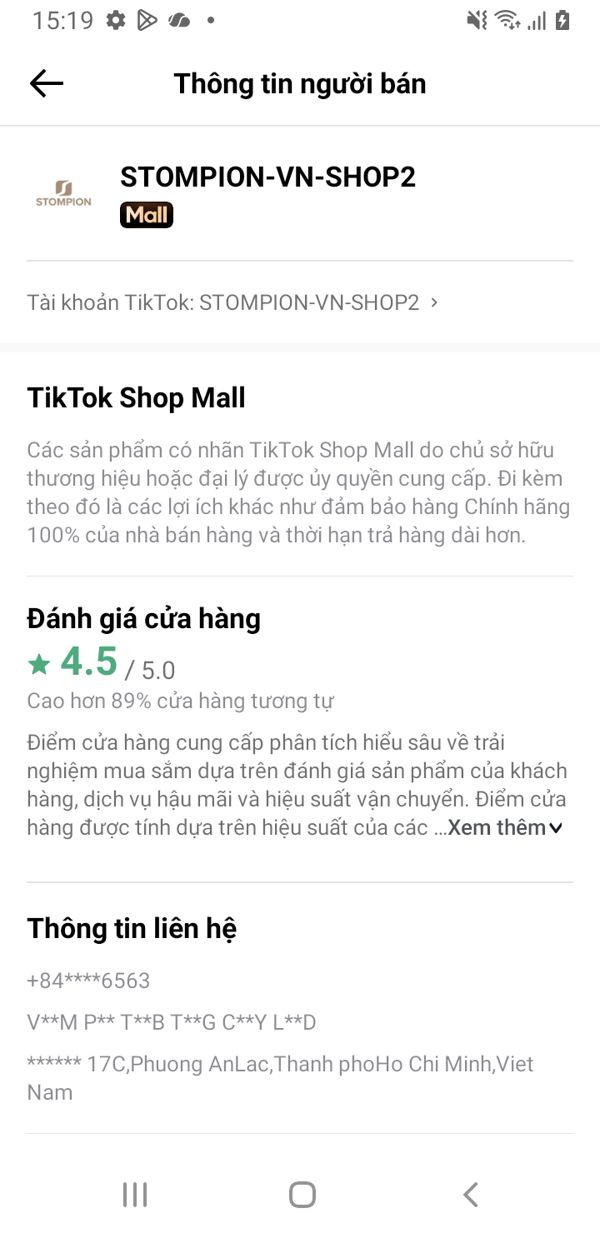 15:19
Thông tin người bán
STOMPION
STOMPION-VN-SHOP2
Mall
Tài khoản TikTok: STOMPION-VN-SHOP2 >
TikTok Shop Mall
Các sản phẩm có nhãn TikTok Shop Mall do chủ sở hữu
thương hiệu hoặc đại lý được ủy quyền cung cấp. Đi kèm
theo đó là các lợi ích khác như đảm bảo hàng Chính hãng
100% của nhà bán hàng và thời hạn trả hàng dài hơn.
Đánh giá cửa hàng
4.5 / 5.0
Cao hơn 89% cửa hàng tương tự
Điểm cửa hàng cung cấp phân tích hiểu sâu về trải
nghiệm mua sắm dựa trên đánh giá sản phẩm của khách
hàng, dịch vụ hậu mãi và hiệu suất vận chuyển. Điểm cửa
hàng được tính dựa trên hiệu suất của các ...Xem thêm
Thông tin liên hệ
+84****6563
V**M P** T**B T**G C**Y L**D
****** 17C,Phuong AnLac,Thanh phoHo Chi Minh,Viet
Nam